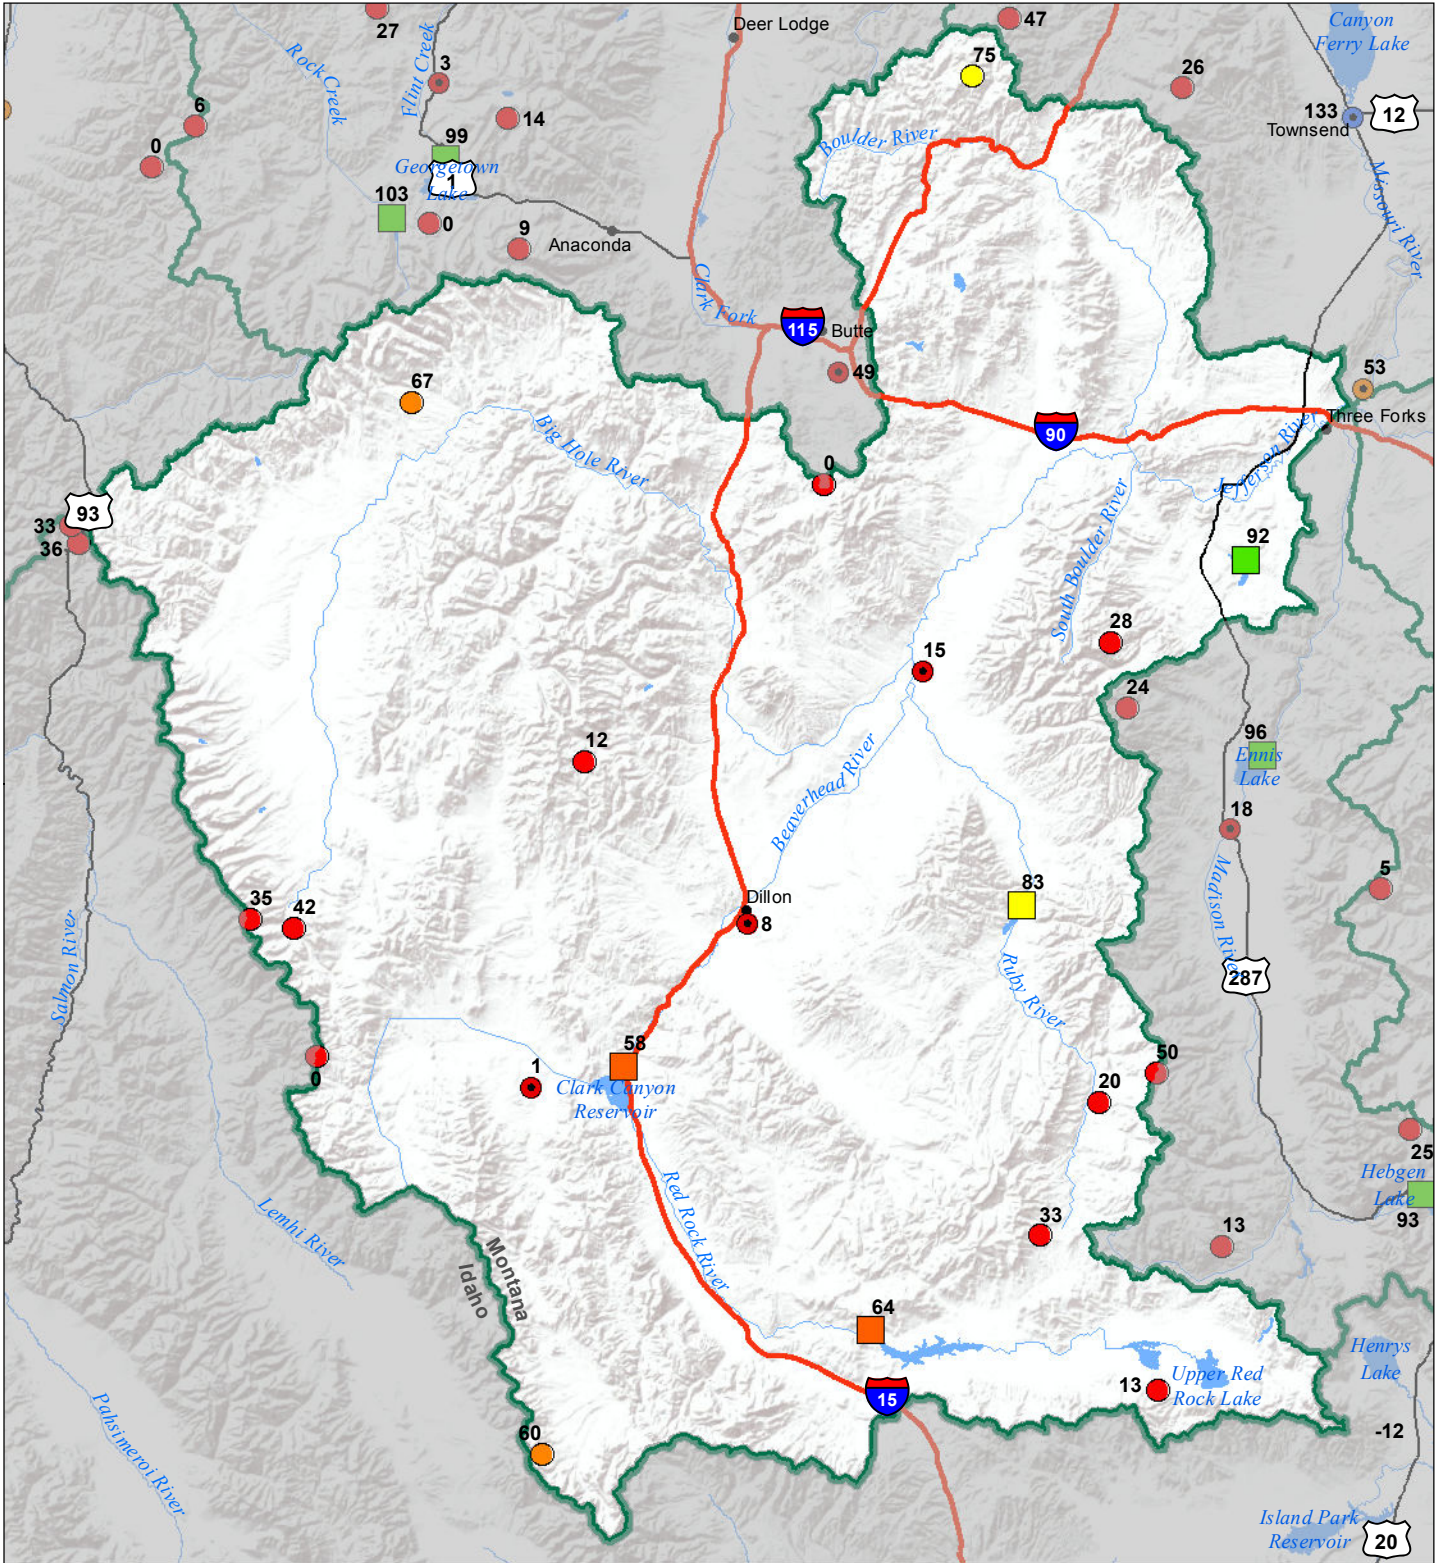 27
Deer Lodge
47
Canyon
Ferry Lake
Rock Creek
Flint Creek
3
75
26
6
14
133
12
Townsend
0
99
Georgetown
Lake
1
Boulder River
Missouri River
103
0
9
Anaconda
Clark Fork
115
Butte
49
53
67
90
Three Forks
Big Hole River
Jefferson River
0
93
33
36
South Boulder River
92
28
15
24
12
96
Ennis
Lake
Beaverhead River
18
Madison River
83
5
35
42
Dillon
8
Salmon River
Ruby River
287
58
1
Clark Canyon
Reservoir
0
50
20
25
Red Rock River
Hebgen
Lake
93
Lemhi River
33
13
Montana
Idaho
64
Henrys
Lake
13
Upper Red
Rock Lake
15
-12
Pahsimeroi River
60
Island Park
Reservoir
20